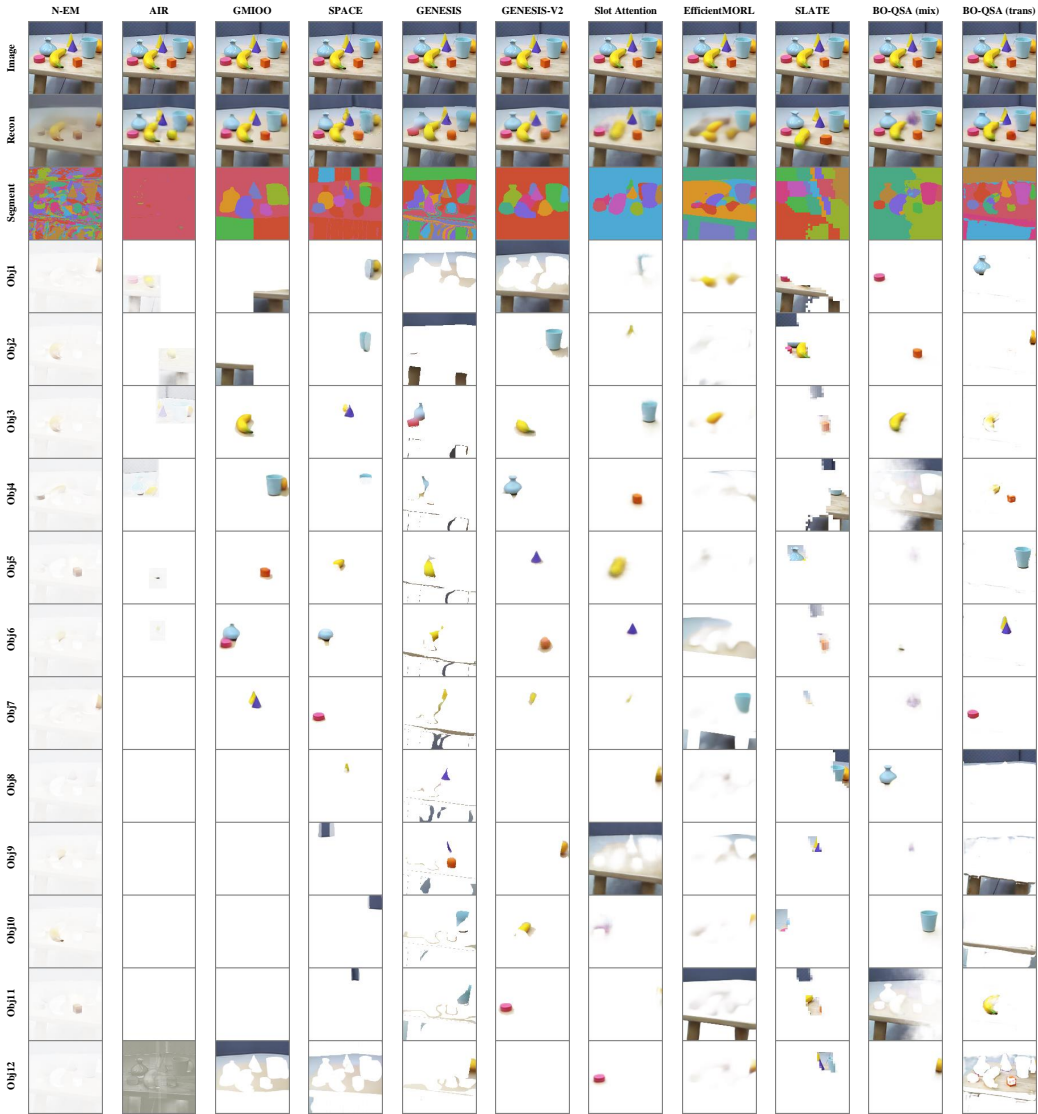 N-EM AIR GMIOO SPACE GENESIS GENESIS-V2 Slot Attention EfficientMORL SLATE BO-QSA (mix) BO-QSA (trans)
Image
Recon
Segment
Obj1
Obj2
Obj3
Obj4
Obj5
Obj6
Obj7
Obj8
Obj9
Obj10
Obj11
Obj12